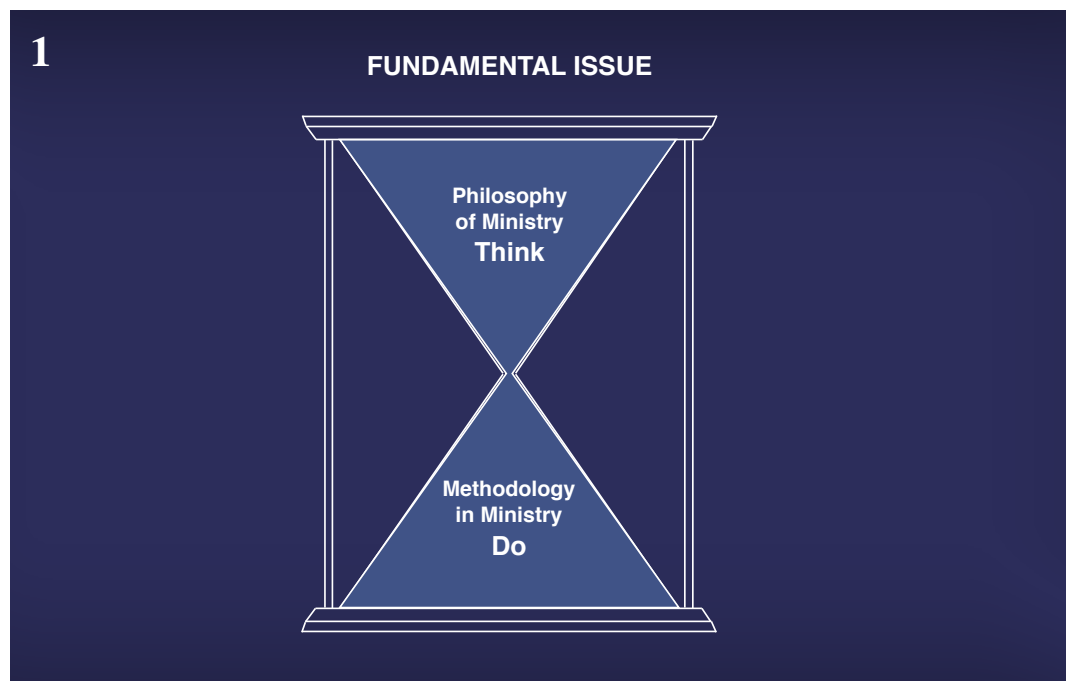 1
FUNDAMENTAL ISSUE
Philosophy
of Ministry
Think
Methodology
in Ministry
Do